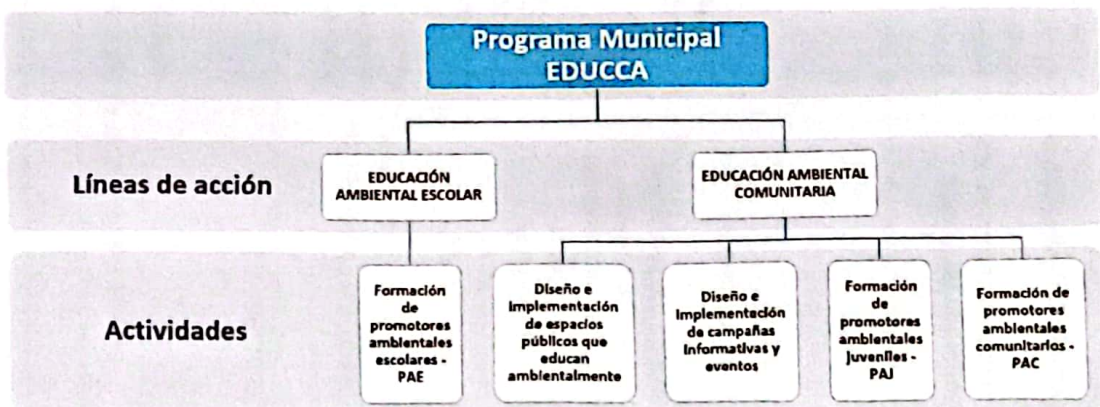 Programa Municipal
EDUCCA
Líneas de acción
EDUCACIÓN
AMBIENTAL ESCOLAR
EDUCACIÓN AMBIENTAL
COMUNITARIA
Actividades
Formación
de
promotores
ambientales
escolares -
PAE
Diseño e
Implementación
de espacios
públicos que
educan
ambientalmente
Diseño e
Implementación
de campañas
Informativas y
eventos
Formación
de
promotores
ambientales
juveniles -
PAJ
Formación de
promotores
ambientales
comunitarios -
PAC